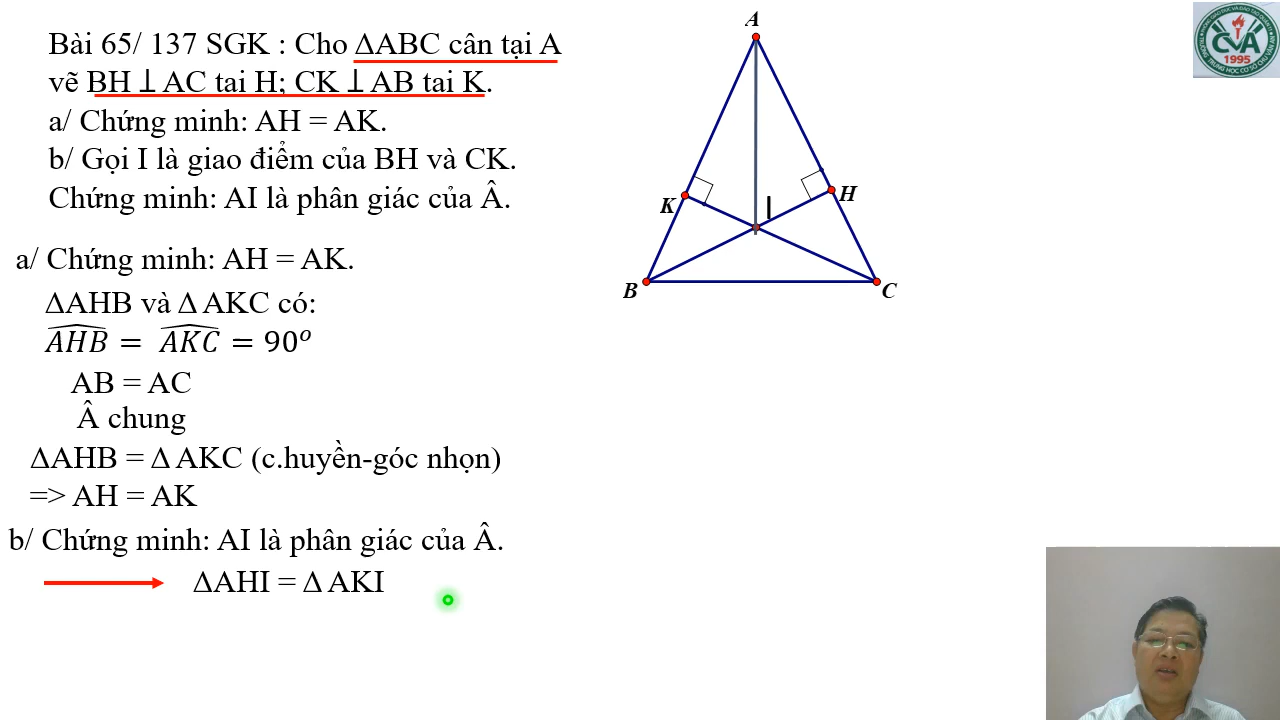 Bài 65/ 137 SGK : Cho ΔABC cân tại A
vẽ BH ⊥ AC tai H; CK ⊥ AB tai K.
a/ Chứng minh: AH = AK.
b/ Gọi I là giao điểm của BH và CK.
Chứng minh: AI là phân giác của Â.
a/ Chứng minh: AH = AK.
ΔAHB và Δ AKC có:
\widehat{AHB} = \widehat{AKC} = 90^o
AB = AC
 chung
ΔAHB = Δ AKC (c.huyền-góc nhọn)
=> AH = AK
b/ Chứng minh: AI là phân giác của Â.
ΔAHI = Δ AKI
A
K
I
H
B
C
CVA
1995